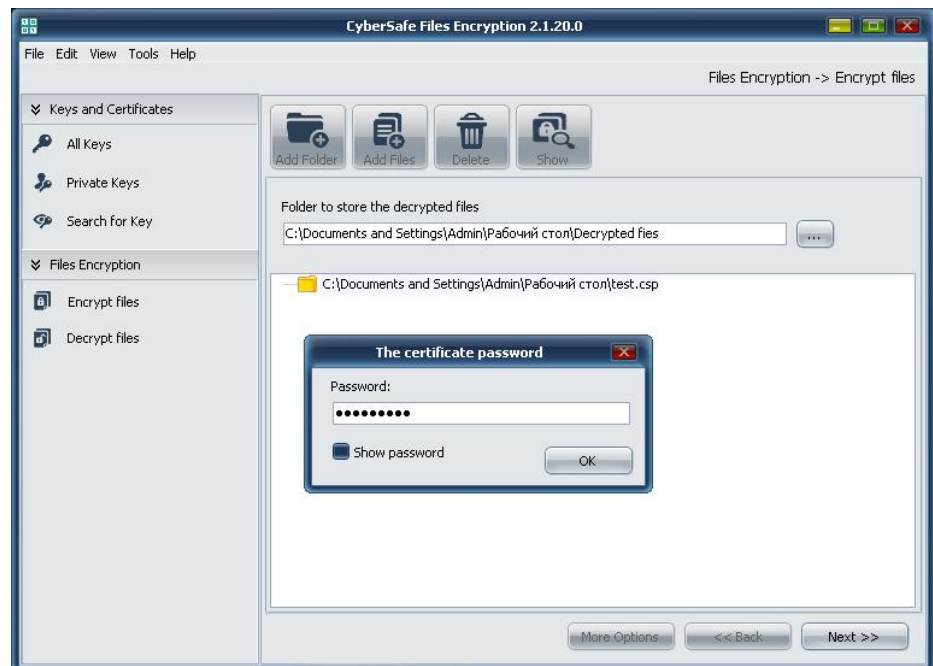 CyberSafe Files Encryption 2.1.20.0
File Edit View Tools Help
Files Encryption -> Encrypt files
Keys and Certificates
All Keys
Private Keys
Search for Key
Files Encryption
Encrypt files
Decrypt files
Add Folder
Add Files
Delete
Show
Folder to store the decrypted files
C:\Documents and Settings\Admin\Рабочий стол\Decrypted fies
...
C:\Documents and Settings\Admin\Рабочий стол\test.csp
The certificate password
Password:
•••••••••
Show password
OK
More Options
<< Back
Next >>